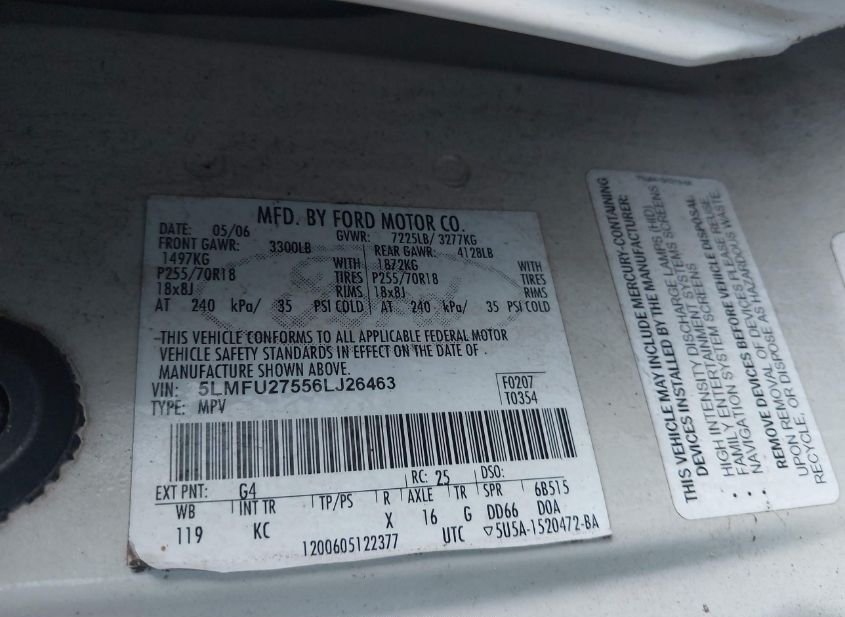 MFD. BY FORD MOTOR CO.
DATE: 05/06 GVWR: 7225LB/ 3277KG
FRONT GAWR: 3300LB REAR GAWR: 4128LB
1497KG WITH 1872KG WITH
P255/70R18 TIRES P255/70R18 TIRES
18x8J RIMS 18x8J RIMS
AT 240 kPa/ 35 PSI COLD AT 240 kPa/ 35 PSI COLD
THIS VEHICLE CONFORMS TO ALL APPLICABLE FEDERAL MOTOR
VEHICLE SAFETY STANDARDS IN EFFECT ON THE DATE OF
MANUFACTURE SHOWN ABOVE.
VIN: 5LMFU27556LJ26463 F0207
TYPE: MPV T0354
EXT PNT: G4 RC: 25 DSO:
WB INT TR TP/PS R AXLE TR SPR 6B515
119 KC X 16 G DD66 DOA
1200605122377 UTC 5U5A-1520472-BA
THIS VEHICLE MAY INCLUDE MERCURY-CONTAINING
DEVICES INSTALLED BY THE MANUFACTURER:
HIGH INTENSITY DISCHARGE LAMPS (HID)
FAMILY ENTERTAINMENT SYSTEMS SCREENS
NAVIGATION SCREENS
REMOVE DEVICES BEFORE VEHICLE DISPOSAL
UPON REMOVAL OF DEVICES PLEASE REUSE,
RECYCLE, OR DISPOSE AS HAZARDOUS WASTE